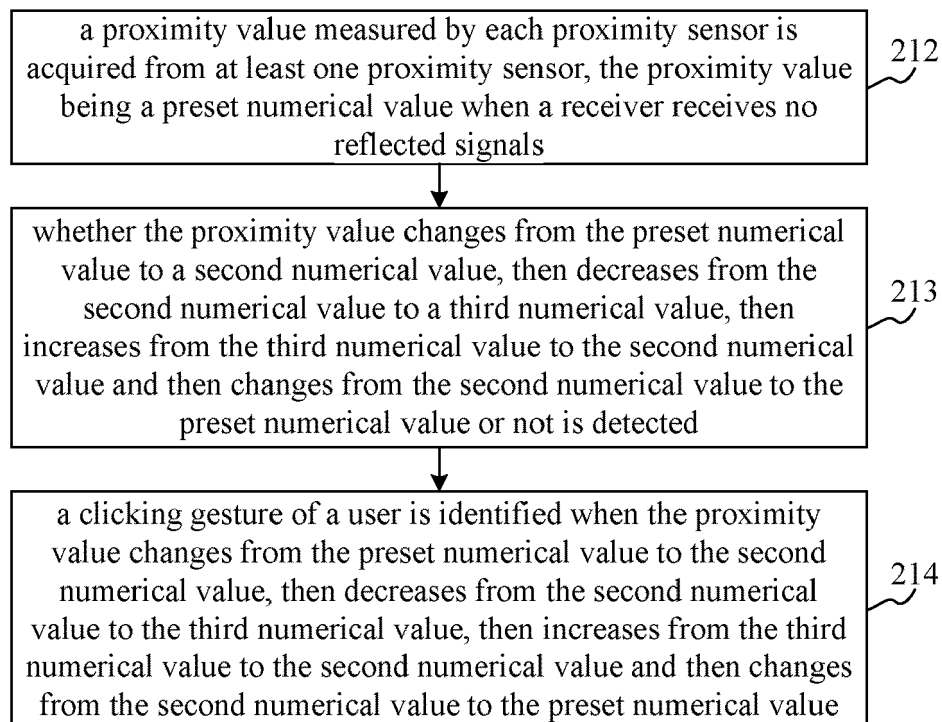 a proximity value measured by each proximity sensor is
acquired from at least one proximity sensor, the proximity value
being a preset numerical value when a receiver receives no
reflected signals
212
whether the proximity value changes from the preset numerical
value to a second numerical value, then decreases from the
second numerical value to a third numerical value, then
increases from the third numerical value to the second numerical
value and then changes from the second numerical value to the
preset numerical value or not is detected
213
a clicking gesture of a user is identified when the proximity
value changes from the preset numerical value to the second
numerical value, then decreases from the second numerical
value to the third numerical value, then increases from the third
numerical value to the second numerical value and then changes
from the second numerical value to the preset numerical value
214